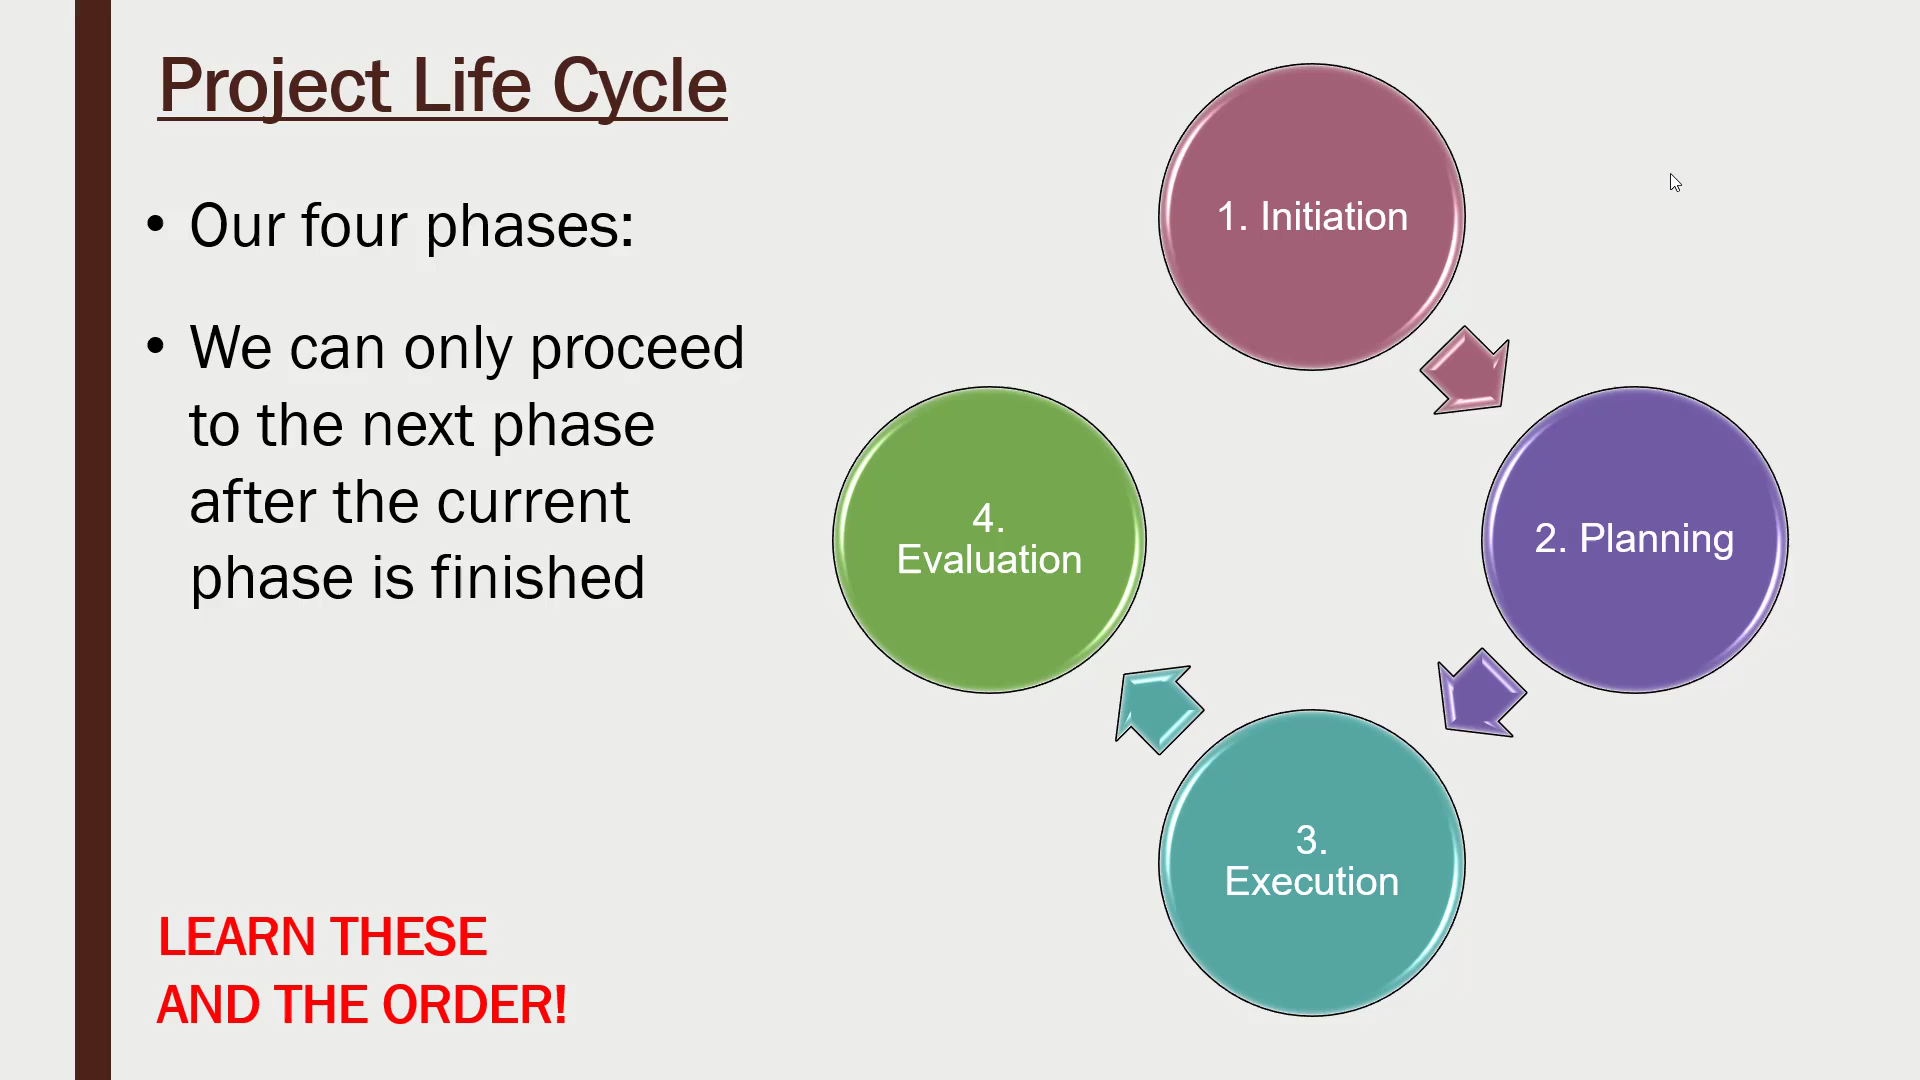 Project Life Cycle
• Our four phases:
• We can only proceed
to the next phase
after the current
phase is finished
LEARN THESE
AND THE ORDER!
1. Initiation
2. Planning
3.
Execution
4.
Evaluation